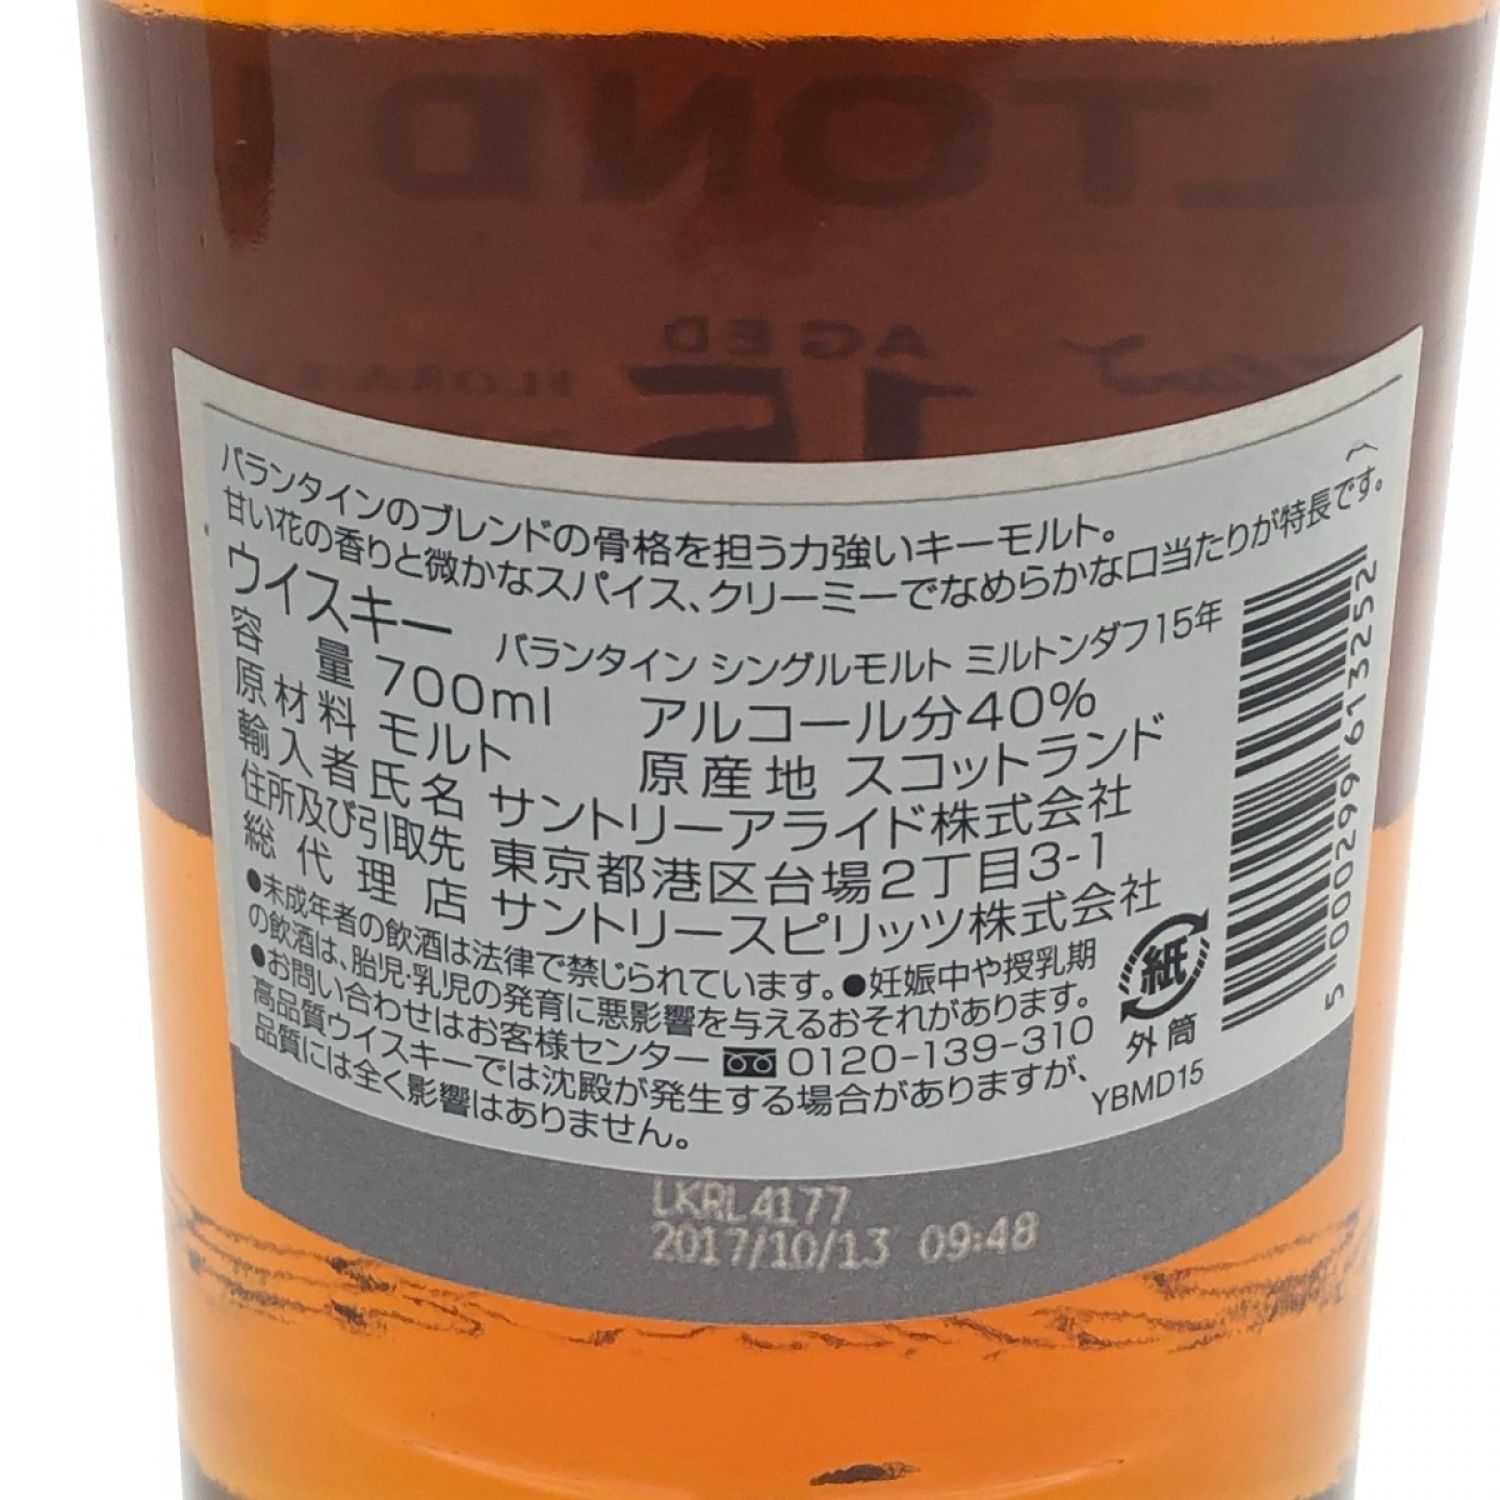 バランタインのブレンドの骨格を担う力強いキーモルト。
甘い花の香りと微かなスパイス、クリーミーでなめらかな口当たりが特長です。
ウイスキー バランタイン シングルモルト ミルトンダフ15年
容量 700ml アルコール分40%
原材料 モルト 原産地 スコットランド
輸入者氏名 サントリーアライド株式会社
住所及び引取先 東京都港区台場2丁目3-1
総代理店 サントリースピリッツ株式会社
●未成年者の飲酒は法律で禁じられています。●妊娠中や授乳期
の飲酒は、胎児・乳児の発育に悪影響を与えるおそれがあります。
●お問い合わせはお客様センター 0120-139-310
高品質ウイスキーでは沈殿が発生する場合がありますが、
品質には全く影響はありません。
紙
外筒
YBMD15
5 000299 613252
LKRL4177
2017/10/13 09:48
LTOND
AGED
15